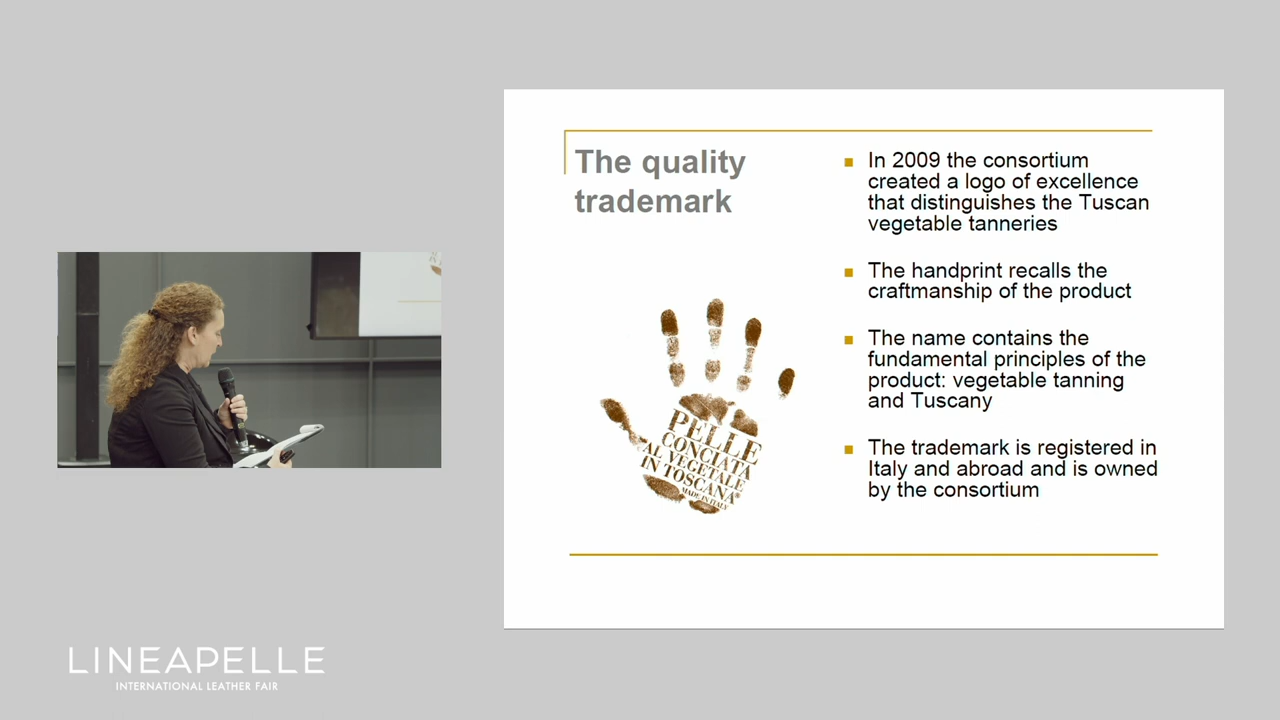 The quality
trademark
PELLE
CONCIATA
AL VEGETALE
IN TOSCANA
MADE IN ITALY
In 2009 the consortium
created a logo of excellence
that distinguishes the Tuscan
vegetable tanneries
The handprint recalls the
craftmanship of the product
The name contains the
fundamental principles of the
product: vegetable tanning
and Tuscany
The trademark is registered in
Italy and abroad and is owned
by the consortium
LINEAPELLE
INTERNATIONAL LEATHER FAIR